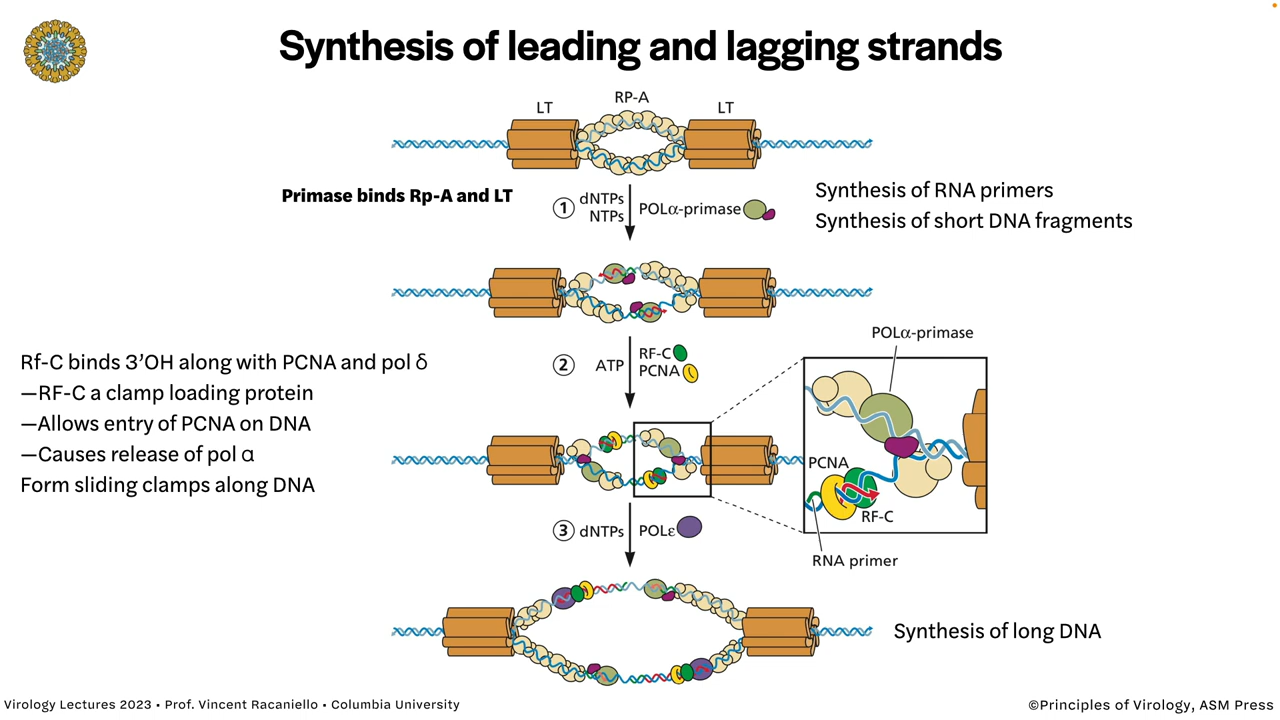 Synthesis of leading and lagging strands
LT
RP-A
LT
Primase binds Rp-A and LT
1
dNTPs
NTPs
POLα-primase
Synthesis of RNA primers
Synthesis of short DNA fragments
Rf-C binds 3’OH along with PCNA and pol δ
—RF-C a clamp loading protein
—Allows entry of PCNA on DNA
—Causes release of pol α
Form sliding clamps along DNA
2
ATP
RF-C
PCNA
POLα-primase
PCNA
RF-C
RNA primer
3
dNTPs
POLε
Synthesis of long DNA
Virology Lectures 2023 • Prof. Vincent Racaniello • Columbia University
©Principles of Virology, ASM Press